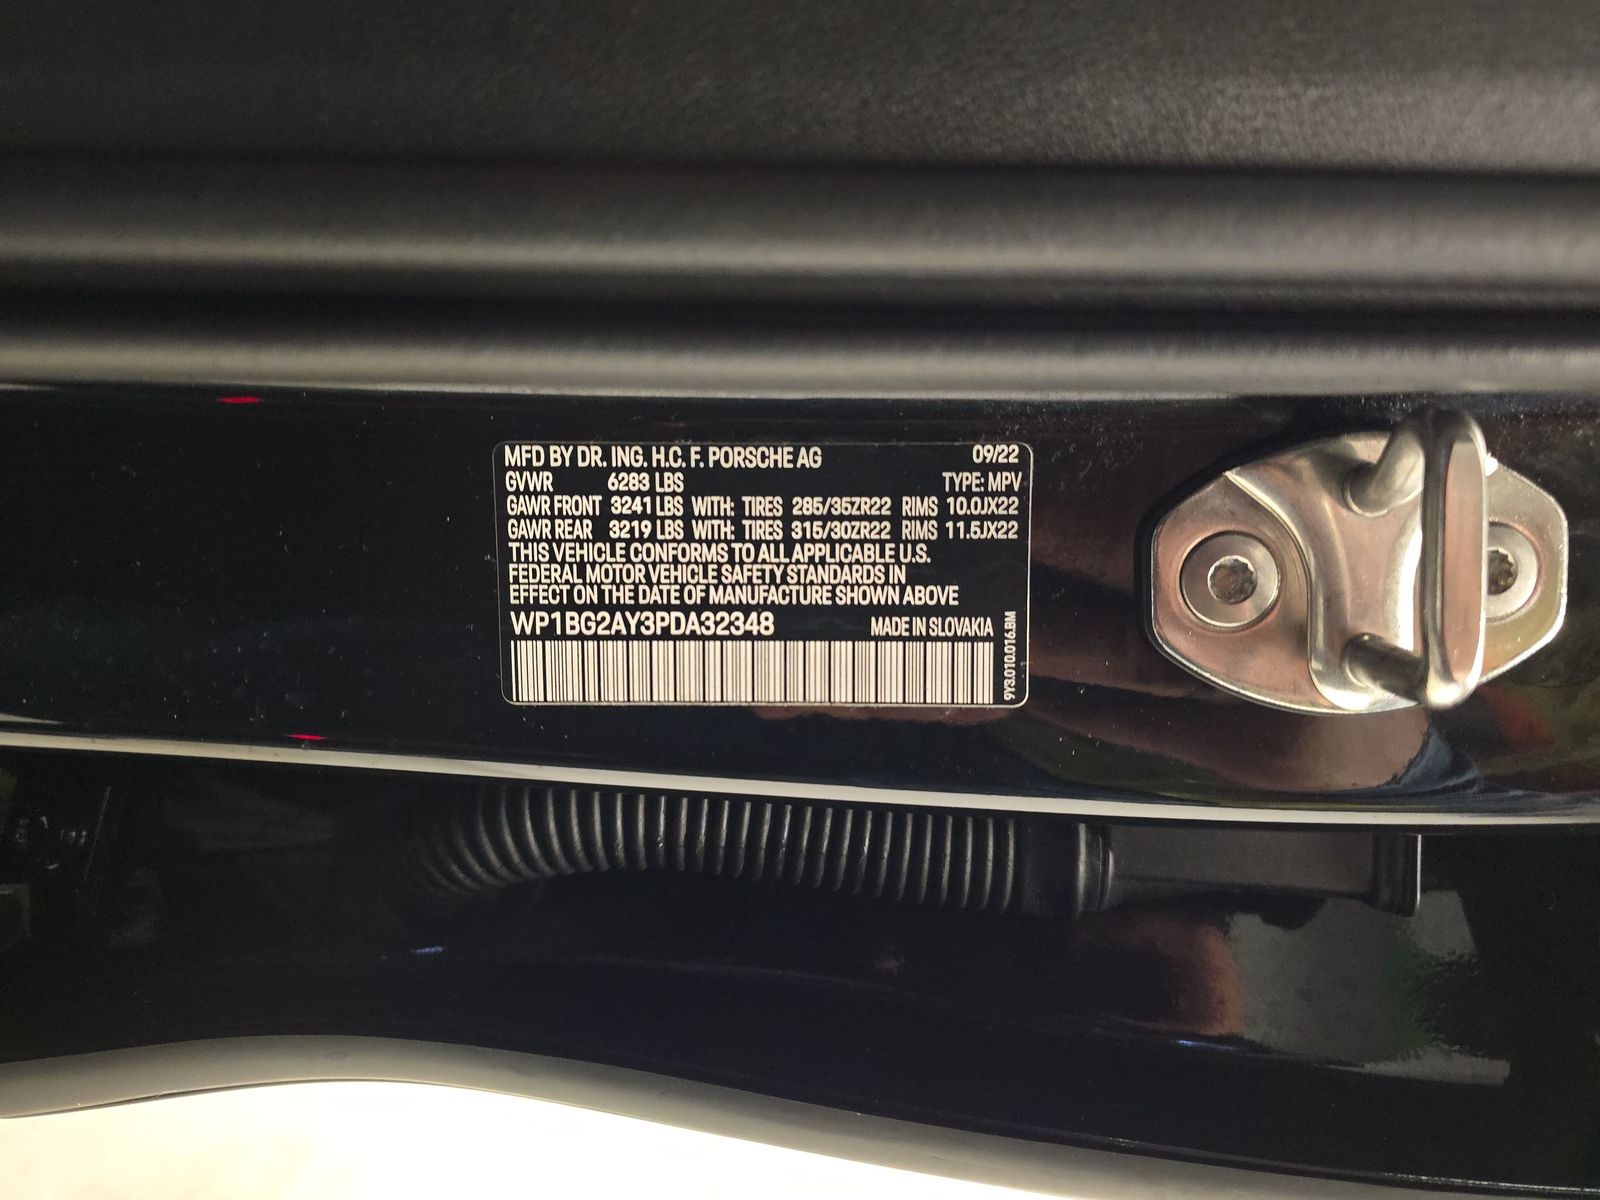 MFD BY DR. ING. H.C. F. PORSCHE AG 09/22
GVWR 6283 LBS TYPE: MPV
GAWR FRONT 3241 LBS WITH: TIRES 285/35ZR22 RIMS 10.0JX22
GAWR REAR 3219 LBS WITH: TIRES 315/30ZR22 RIMS 11.5JX22
THIS VEHICLE CONFORMS TO ALL APPLICABLE U.S.
FEDERAL MOTOR VEHICLE SAFETY STANDARDS IN
EFFECT ON THE DATE OF MANUFACTURE SHOWN ABOVE
WP1BG2AY3PDA32348 MADE IN SLOVAKIA
9Y3.010.016.BM